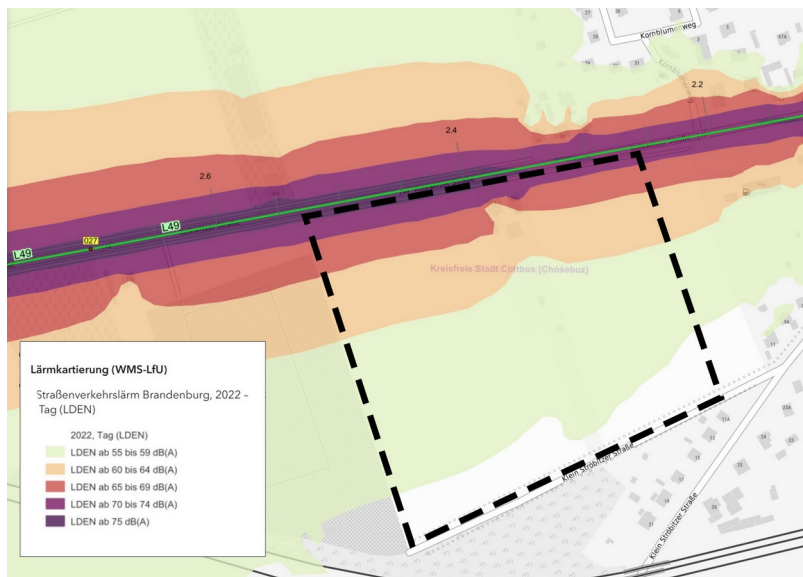 Kornblumenweg
Kornblumenweg
2.2
2.4
2.6
L49
027
L49
Kreisfreie Stadt Cottbus [Chóśebuz]
Klein Ströbitzer Straße
Klein Ströbitzer Straße
Lärmkartierung (WMS-LfU)
Straßenverkehrslärm Brandenburg, 2022 –
Tag (LDEN)
2022, Tag (LDEN)
LDEN ab 55 bis 59 dB(A)
LDEN ab 60 bis 64 dB(A)
LDEN ab 65 bis 69 dB(A)
LDEN ab 70 bis 74 dB(A)
LDEN ab 75 dB(A)